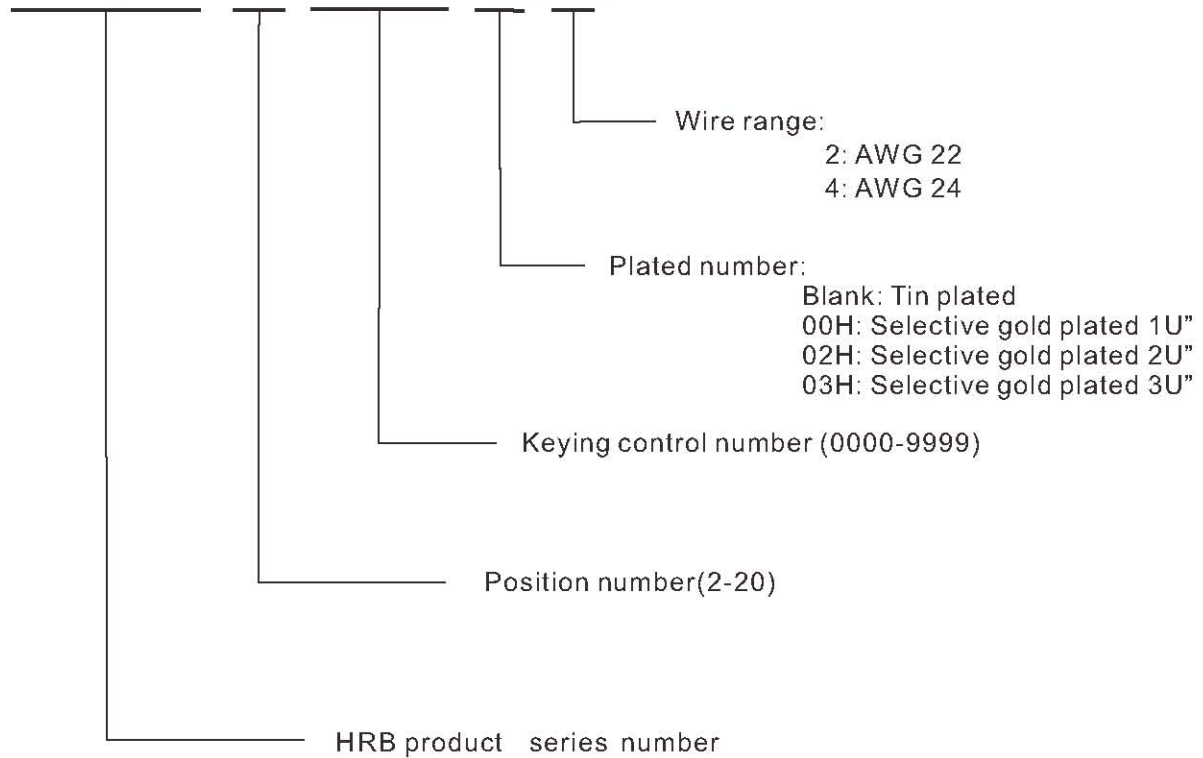 Wire range:
2: AWG 22
4: AWG 24
Plated number:
Blank: Tin plated
00H: Selective gold plated 1U”
02H: Selective gold plated 2U”
03H: Selective gold plated 3U”
Keying control number (0000-9999)
Position number(2-20)
HRB product series number